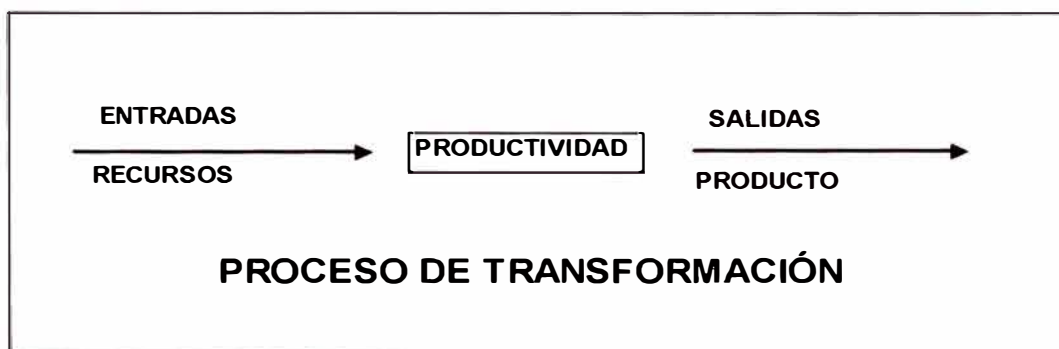 ENTRADAS
RECURSOS
PRODUCTIVIDAD
SALIDAS
PRODUCTO
PROCESO DE TRANSFORMACIÓN